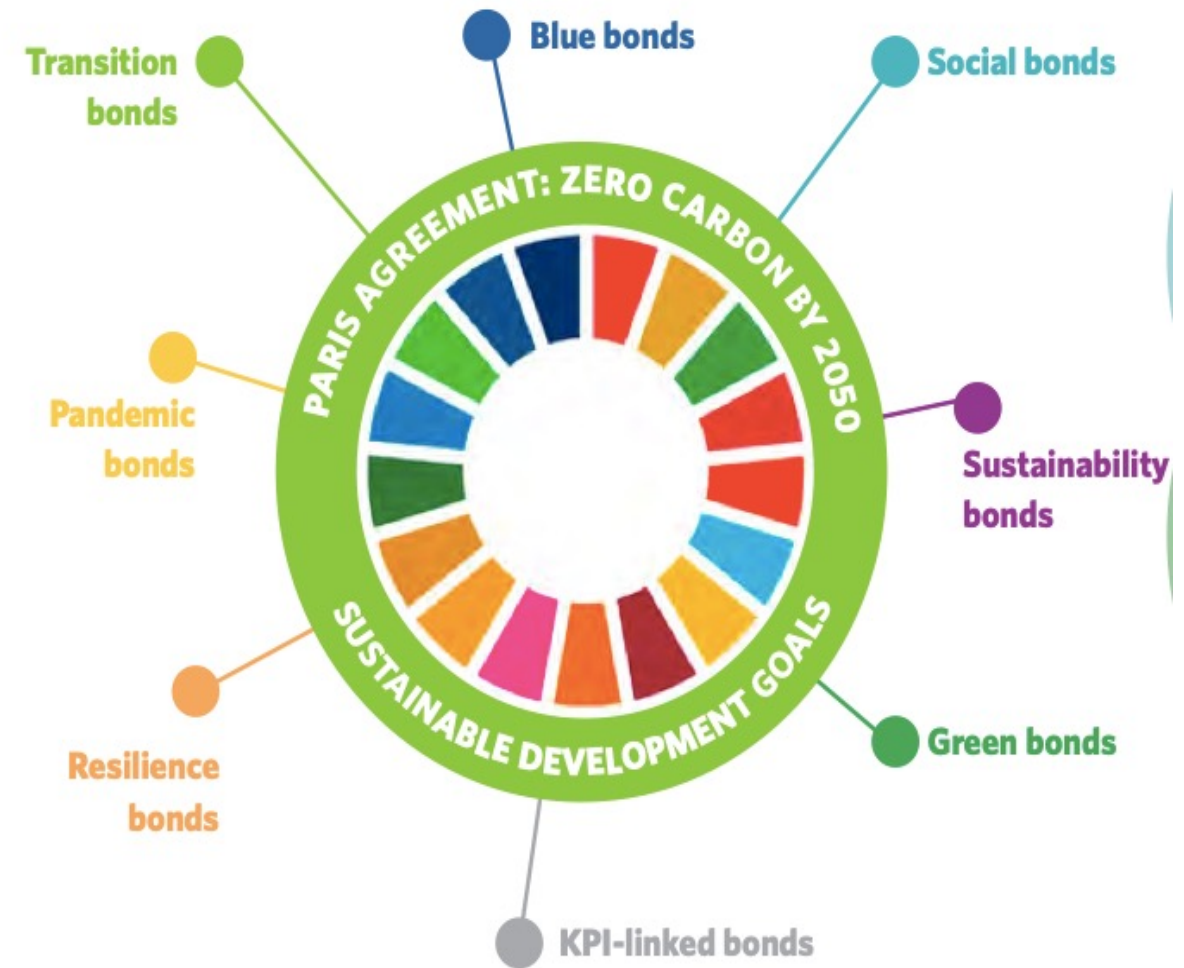 Blue bonds
Transition
bonds
Social bonds
PARIS AGREEMENT: ZERO CARBON BY 2050
Pandemic
bonds
Sustainability
bonds
SUSTAINABLE DEVELOPMENT GOALS
Resilience
bonds
Green bonds
KPI-linked bonds